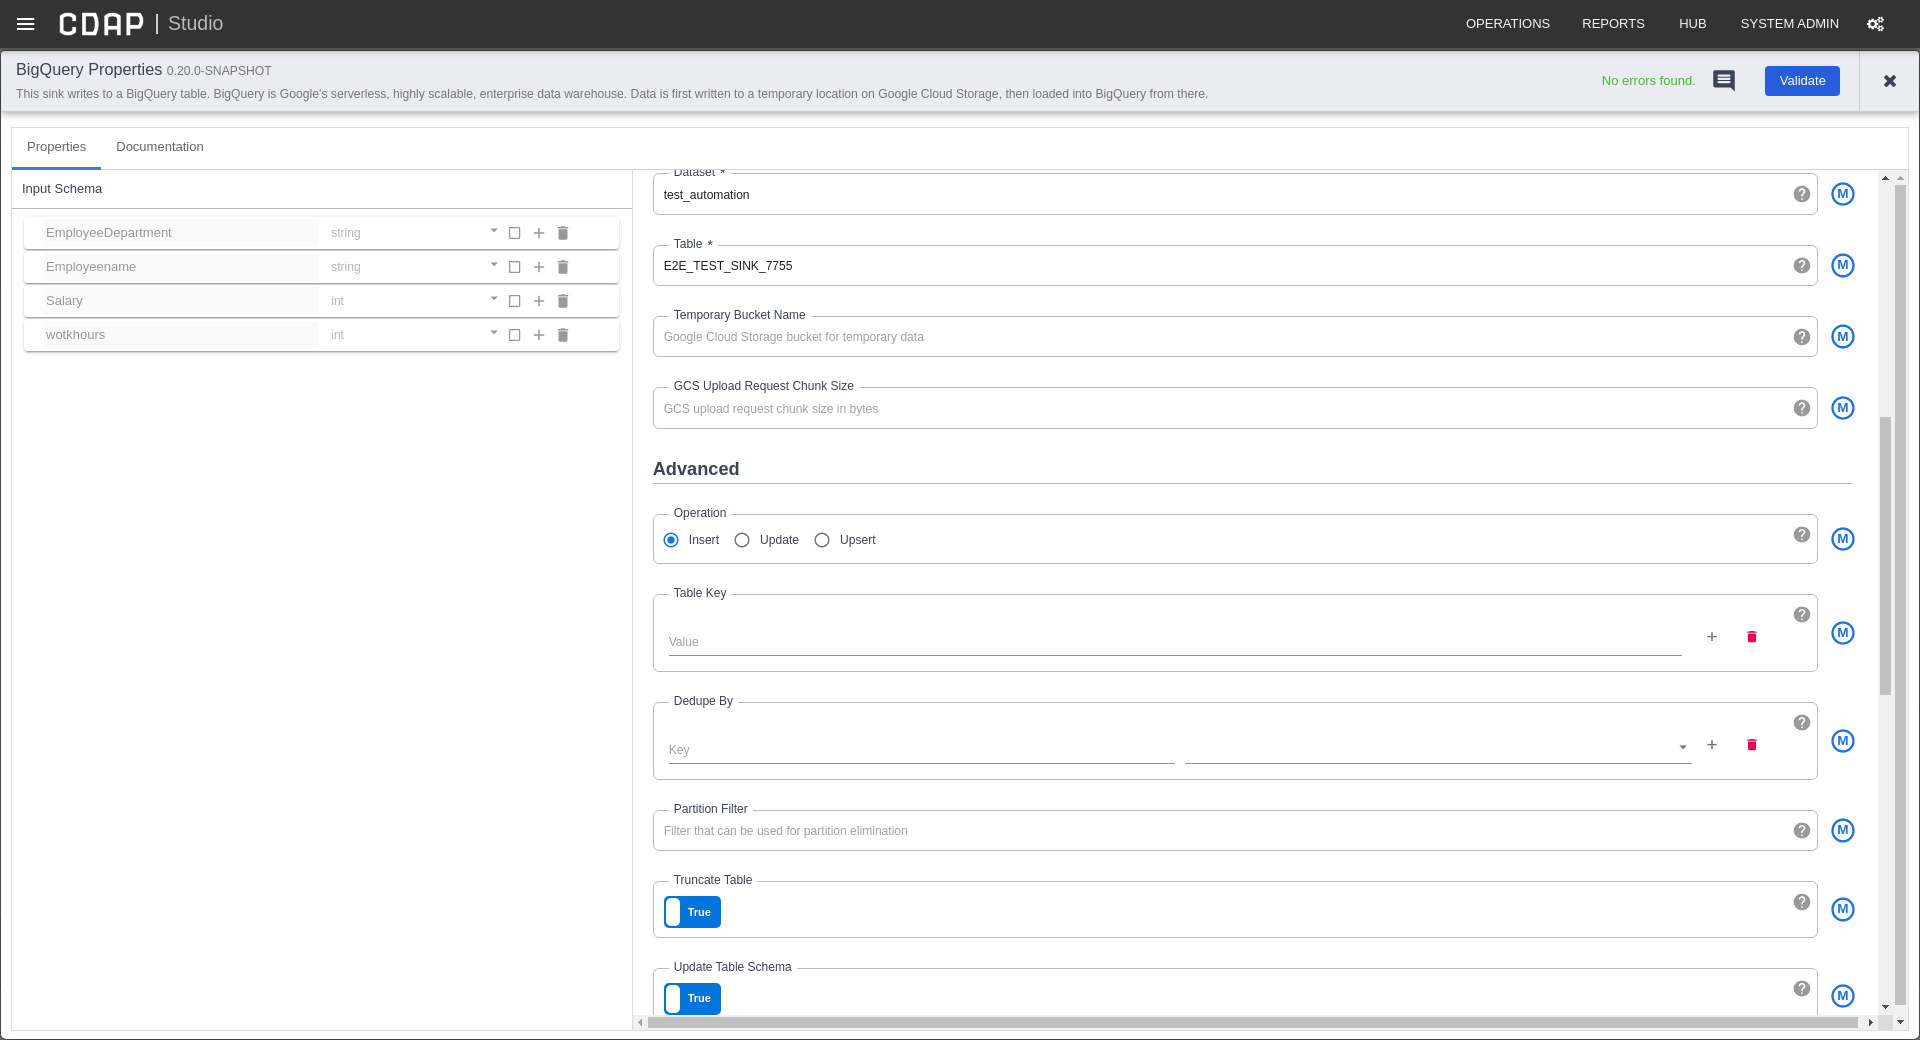 CDAP | Studio
OPERATIONS REPORTS HUB SYSTEM ADMIN
BigQuery Properties 0.20.0-SNAPSHOT
This sink writes to a BigQuery table. BigQuery is Google's serverless, highly scalable, enterprise data warehouse. Data is first written to a temporary location on Google Cloud Storage, then loaded into BigQuery from there.
No errors found.
Validate
Properties Documentation
Input Schema
EmployeeDepartment string
Employeename string
Salary int
wotkhours int
Dataset *
test_automation
M
Table *
E2E_TEST_SINK_7755
M
Temporary Bucket Name
Google Cloud Storage bucket for temporary data
M
GCS Upload Request Chunk Size
GCS upload request chunk size in bytes
M
Advanced
Operation
Insert Update Upsert
M
Table Key
Value
M
Dedupe By
Key
M
Partition Filter
Filter that can be used for partition elimination
M
Truncate Table
True
M
Update Table Schema
True
M